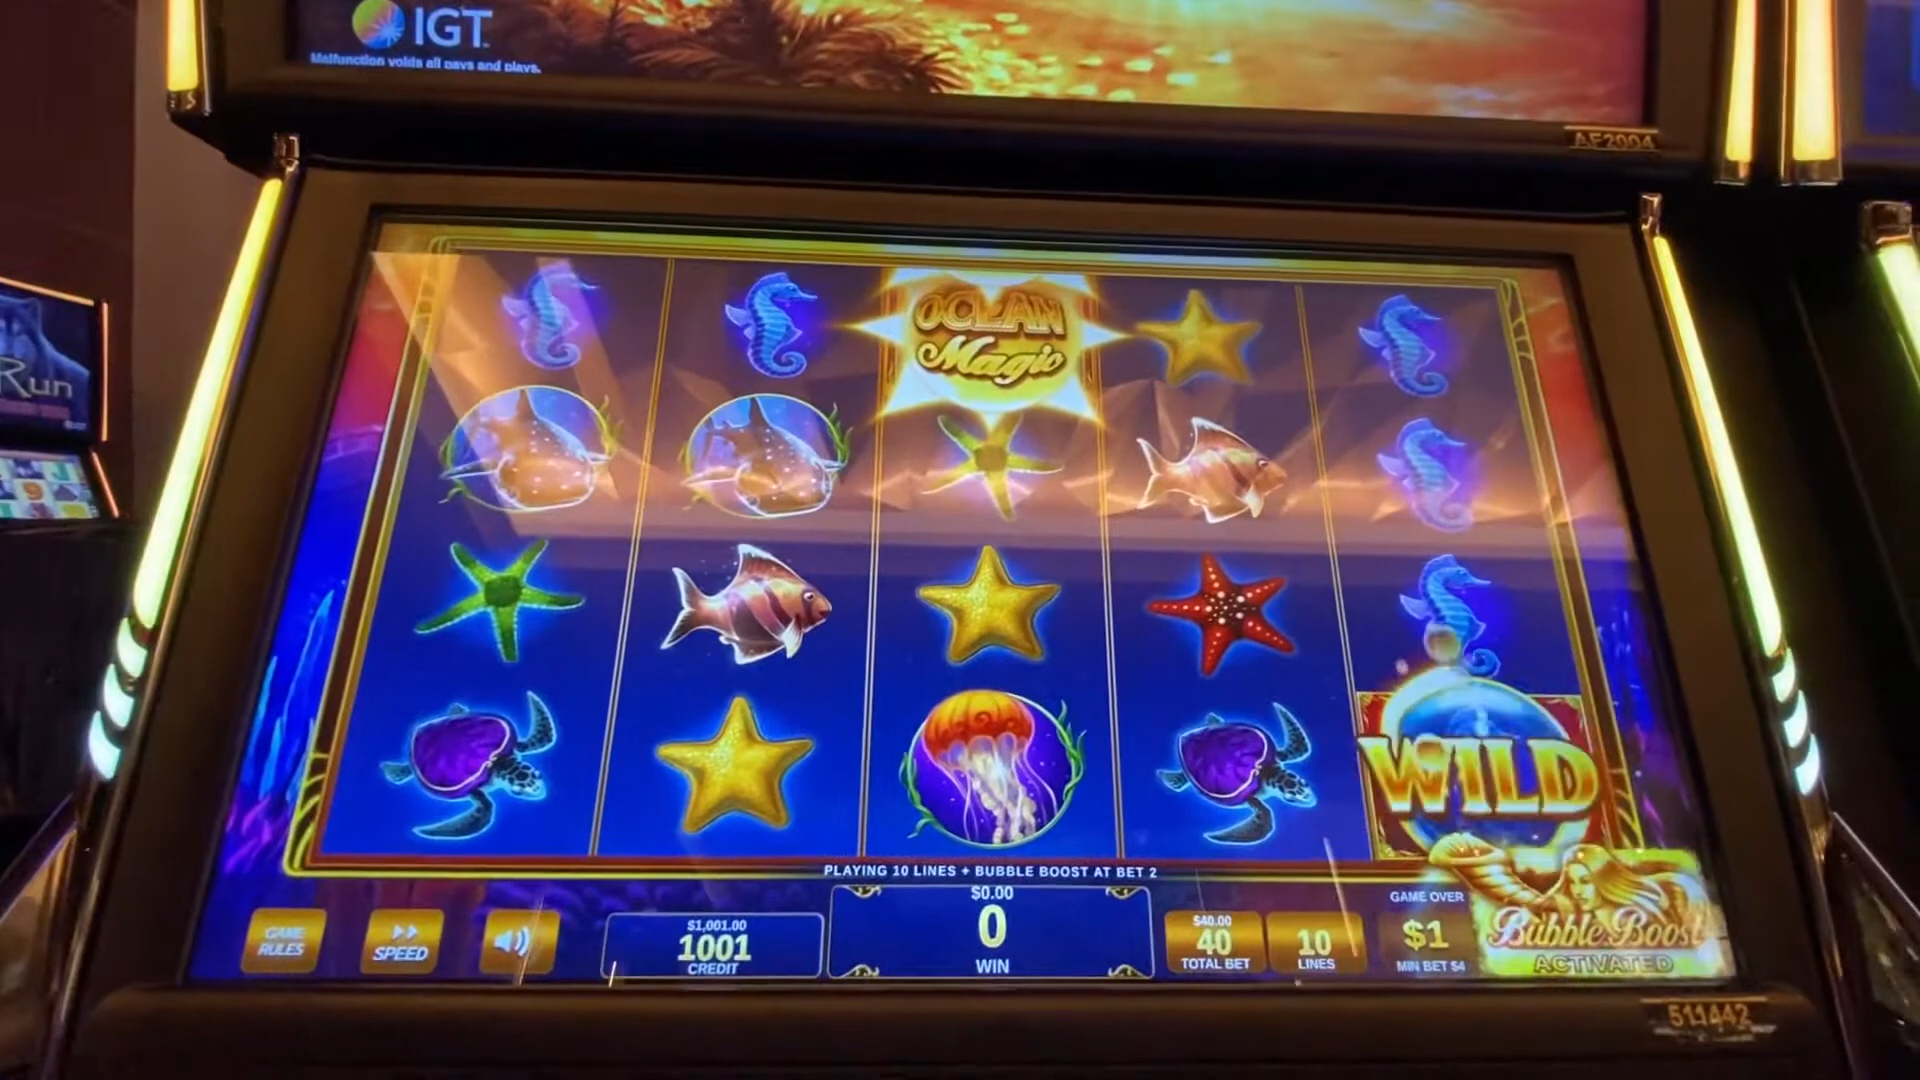 IGT
Malfunction voids all pays and plays.
AF2004
Run
OCEAN
Magic
WILD
PLAYING 10 LINES + BUBBLE BOOST AT BET 2
GAME
RULES
SPEED
$1,001.00
1001
CREDIT
$0.00
0
WIN
$40.00
40
TOTAL BET
10
LINES
GAME OVER
$1
MIN BET $4
Bubble Boost
ACTIVATED
511442